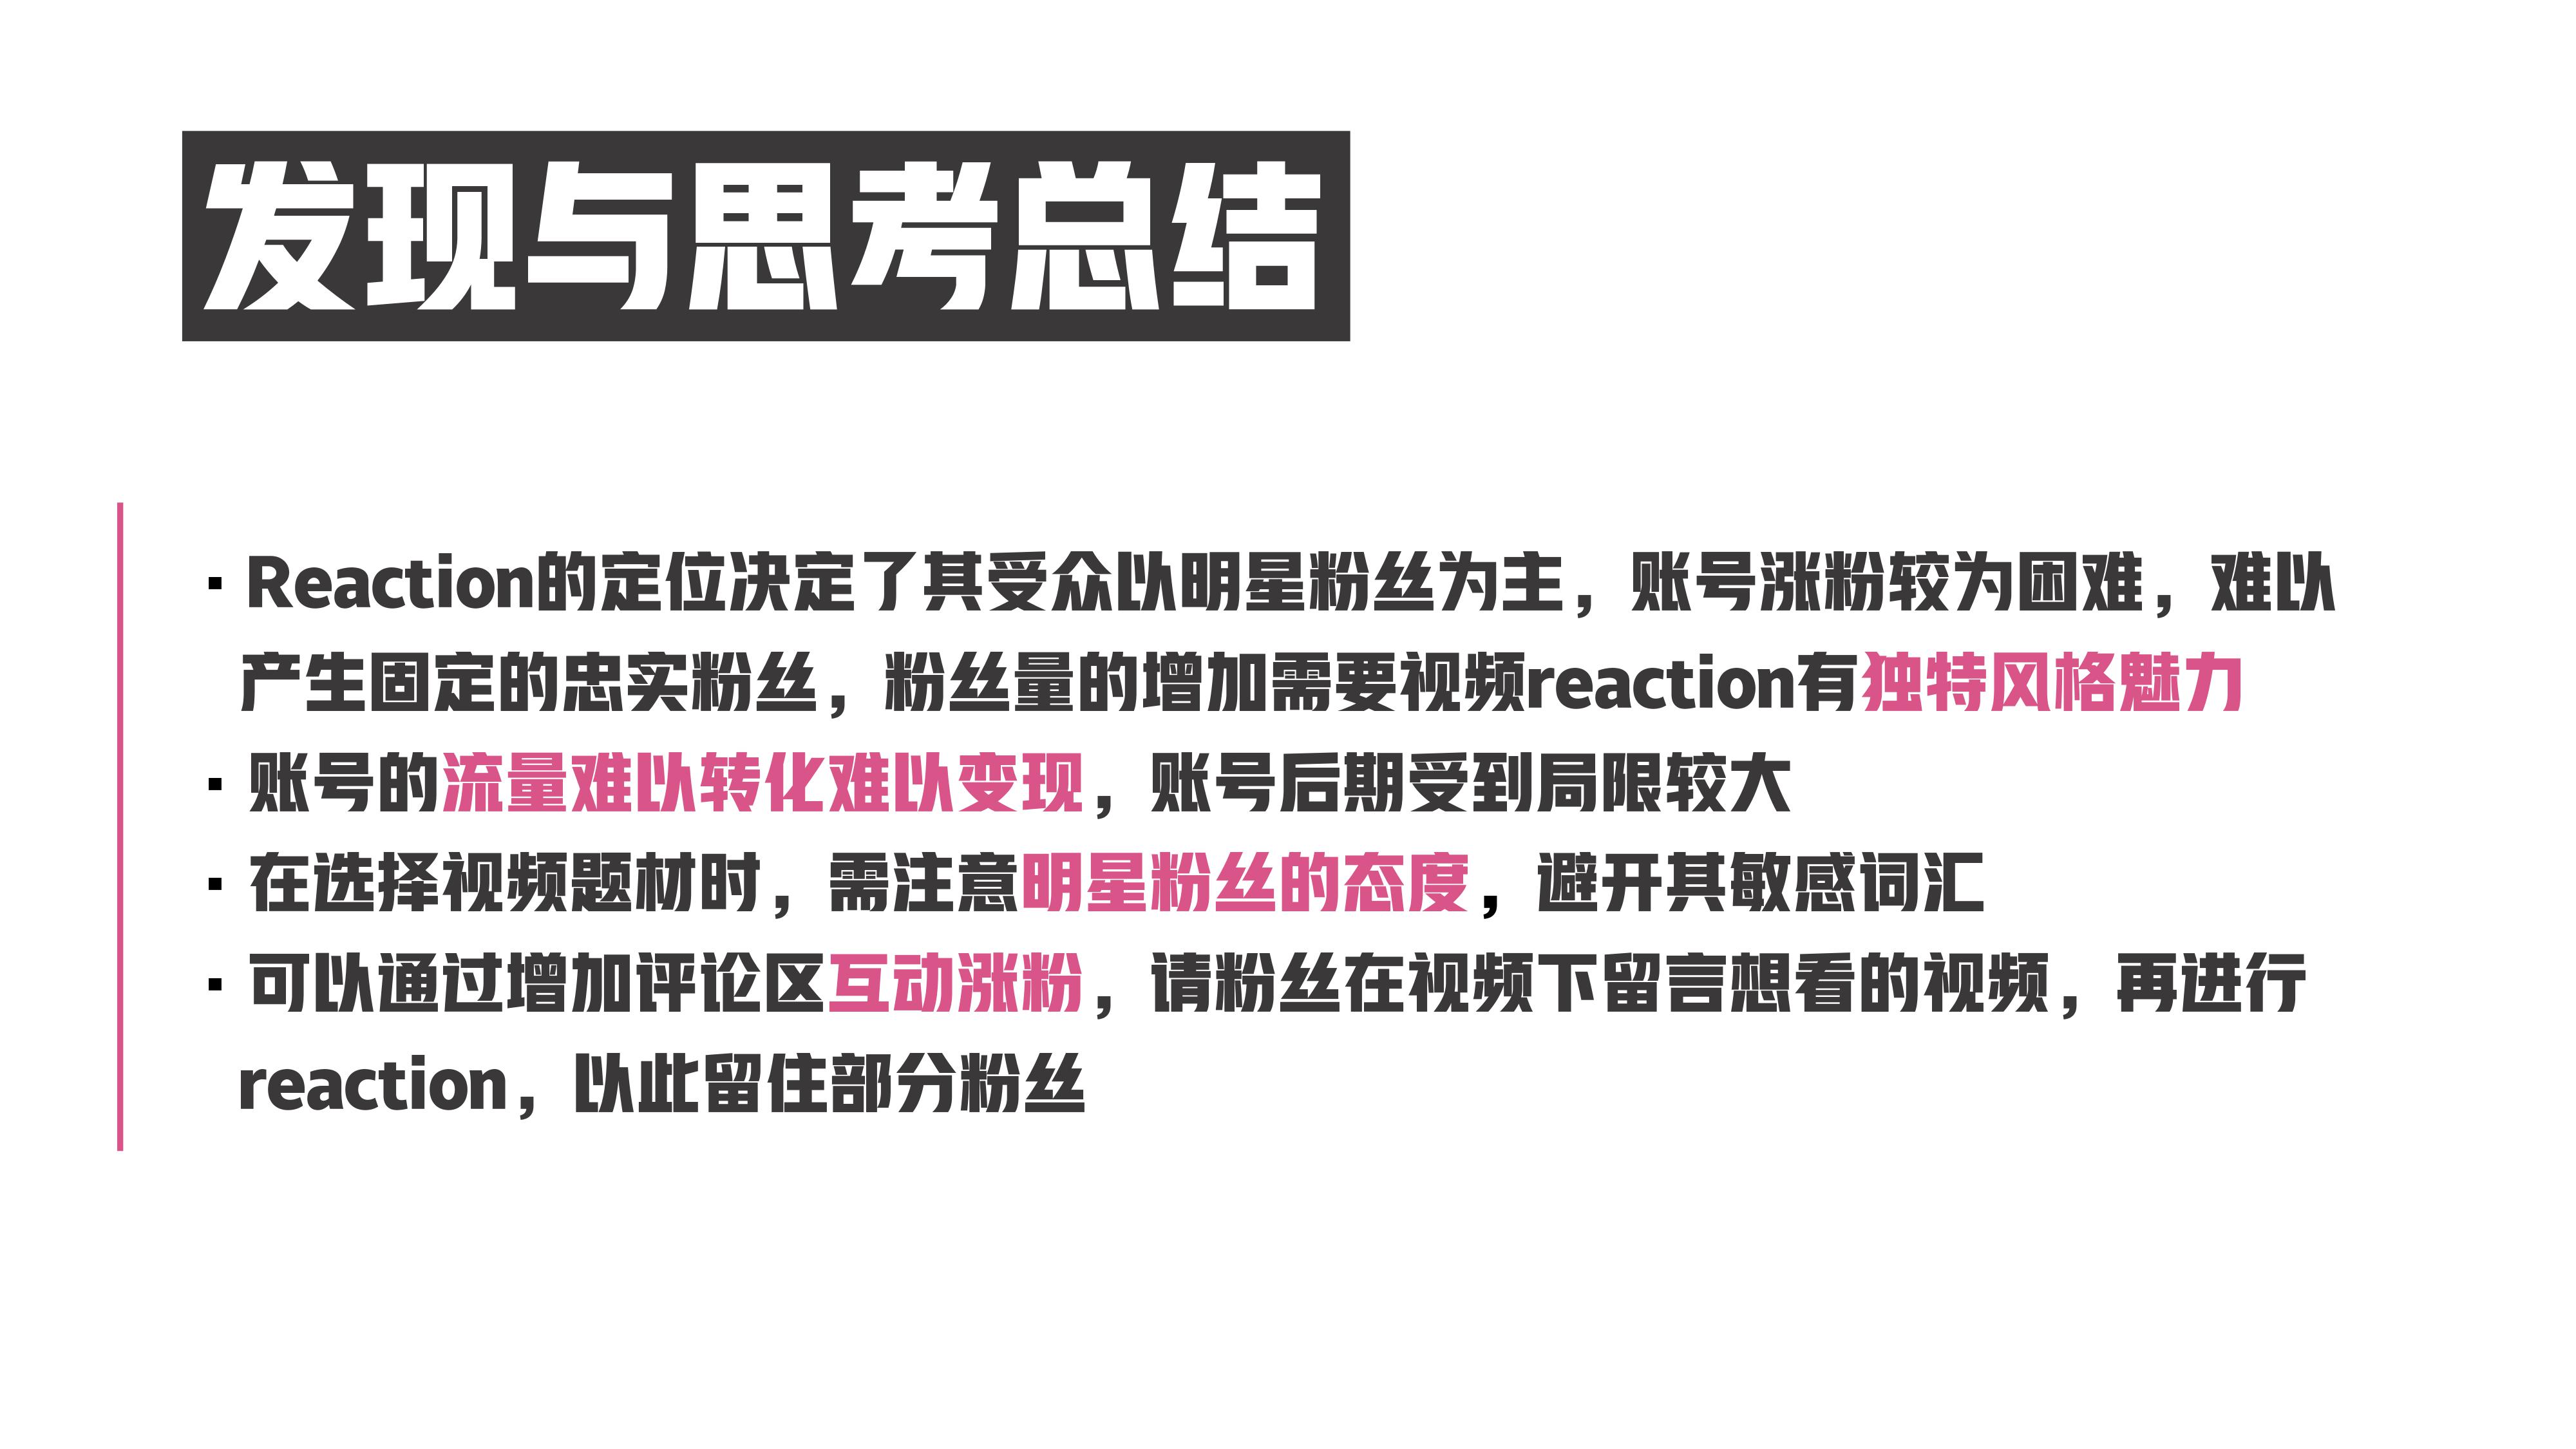 发现与思考总结
▪ Reaction的定位决定了其受众以明星粉丝为主，账号涨粉较为困难，难以
产生固定的忠实粉丝，粉丝量的增加需要视频reaction有独特风格魅力
▪ 账号的流量难以转化难以变现，账号后期受到局限较大
▪ 在选择视频题材时，需注意明星粉丝的态度，避开其敏感词汇
▪ 可以通过增加评论区互动涨粉，请粉丝在视频下留言想看的视频，再进行
reaction，以此留住部分粉丝